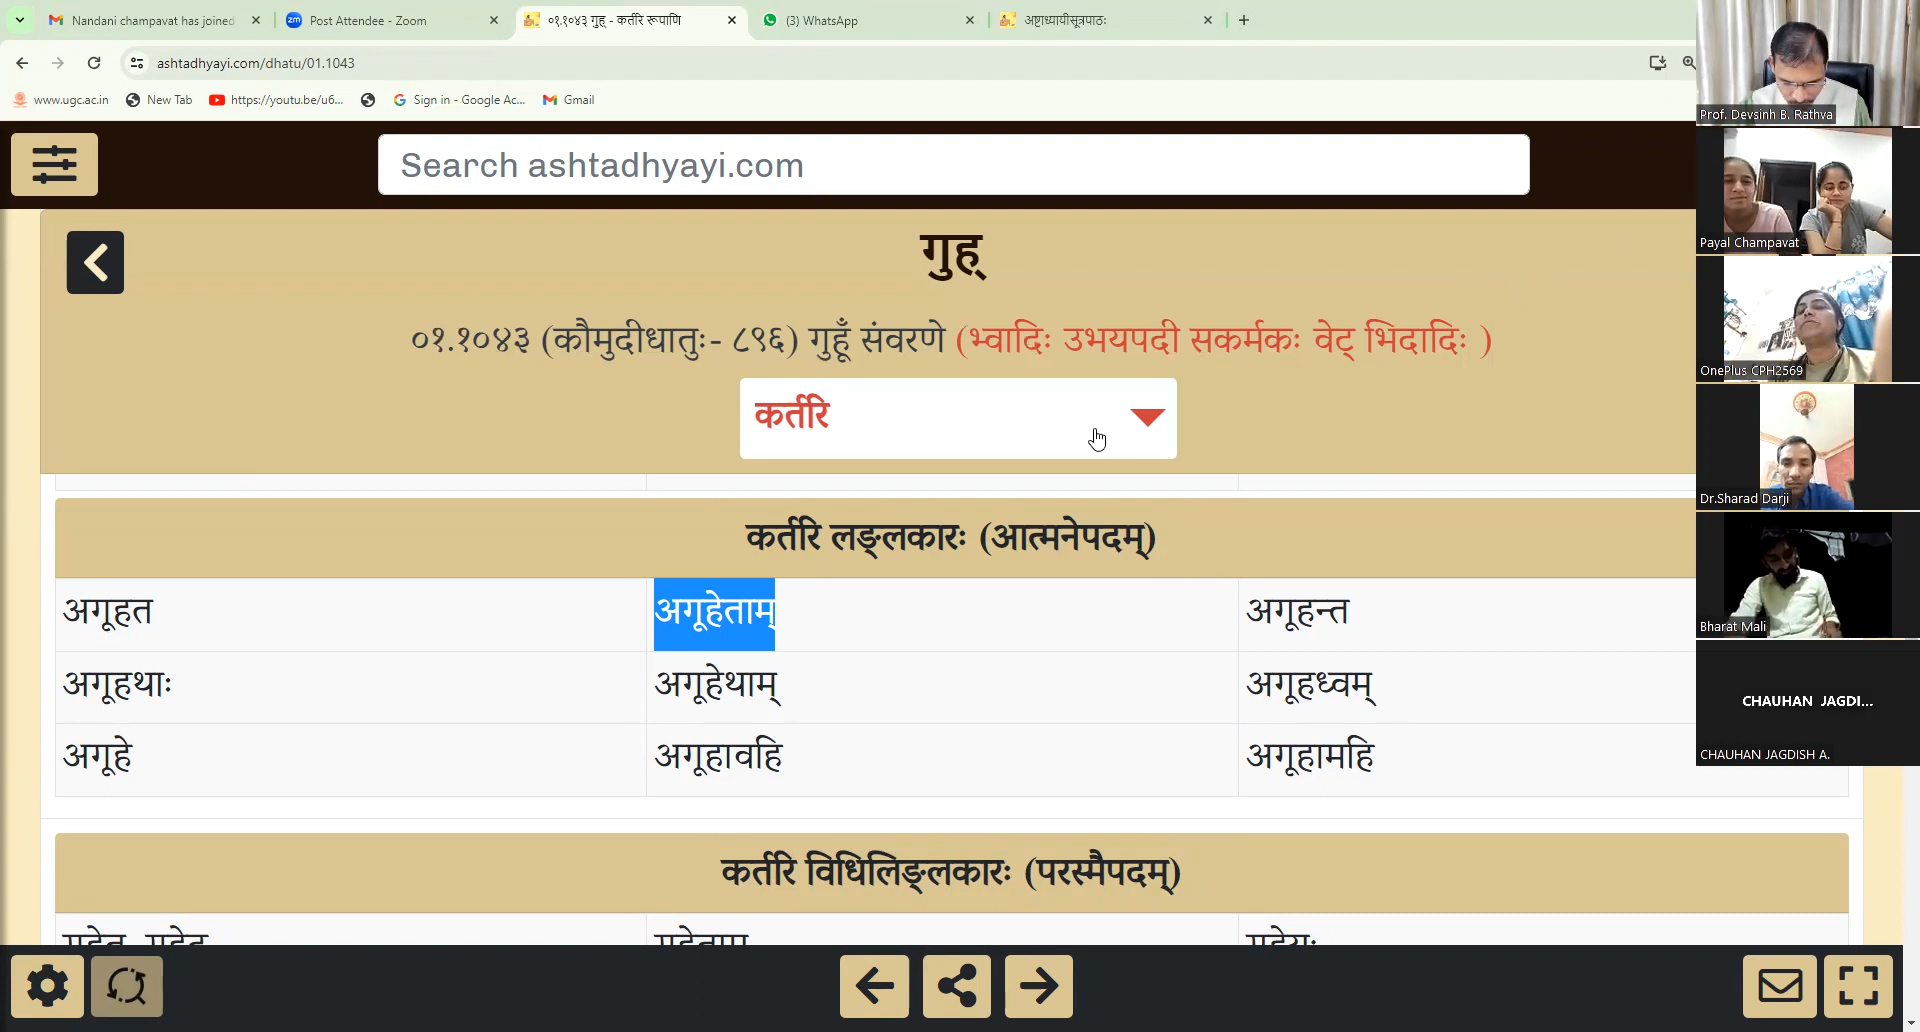 Nandani champavat has joined
Post Attendee - Zoom
०१.१०४३ गुह् - कर्तरि रूपाणि
(3) WhatsApp
अष्टाध्यायीसूत्रपाठः
ashtadhyayi.com/dhatu/01.1043
www.ugc.ac.in
New Tab
https://youtu.be/u6...
Sign in - Google Ac...
Gmail
Search ashtadhyayi.com
गुह्
०१.१०४३ (कौमुदीधातुः- ८९६) गुहूँ संवरणे (भ्वादिः उभयपदी सकर्मकः वेट् भिदादिः )
कर्तरि
कर्तरि लङ्लकारः (आत्मनेपदम्)
अगूहत अगूहेताम् अगूहन्त
अगूहथाः अगूहेथाम् अगूहध्वम्
अगूहे अगूहावहि अगूहामहि
कर्तरि विधिलिङ्लकारः (परस्मैपदम्)
Prof. Devsinh B. Rathva
Payal Champavat
OnePlus CPH2569
Dr.Sharad Darji
Bharat Mali
CHAUHAN JAGDI...
CHAUHAN JAGDISH A.